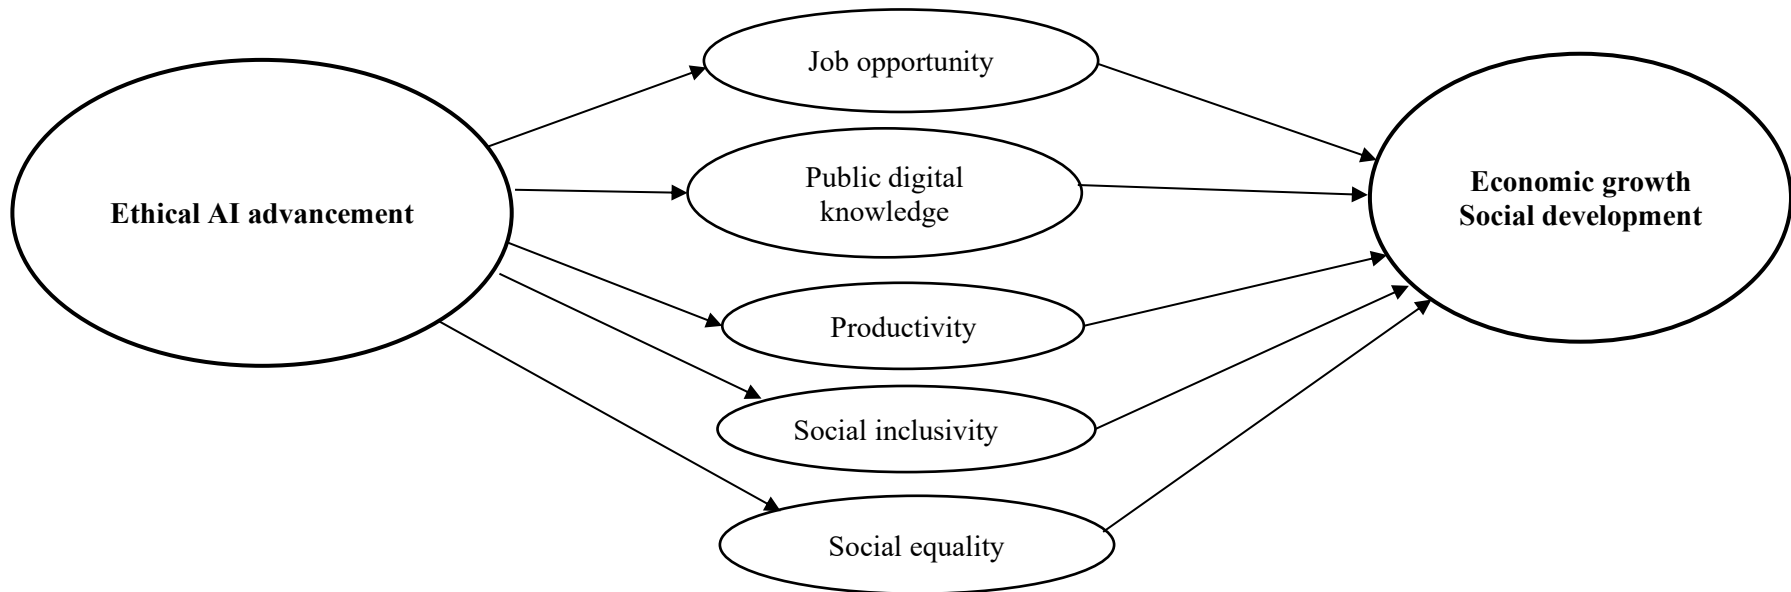 Job opportunity
Public digital
knowledge
Ethical AI advancement
Economic growth
Social development
Productivity
Social inclusivity
Social equality